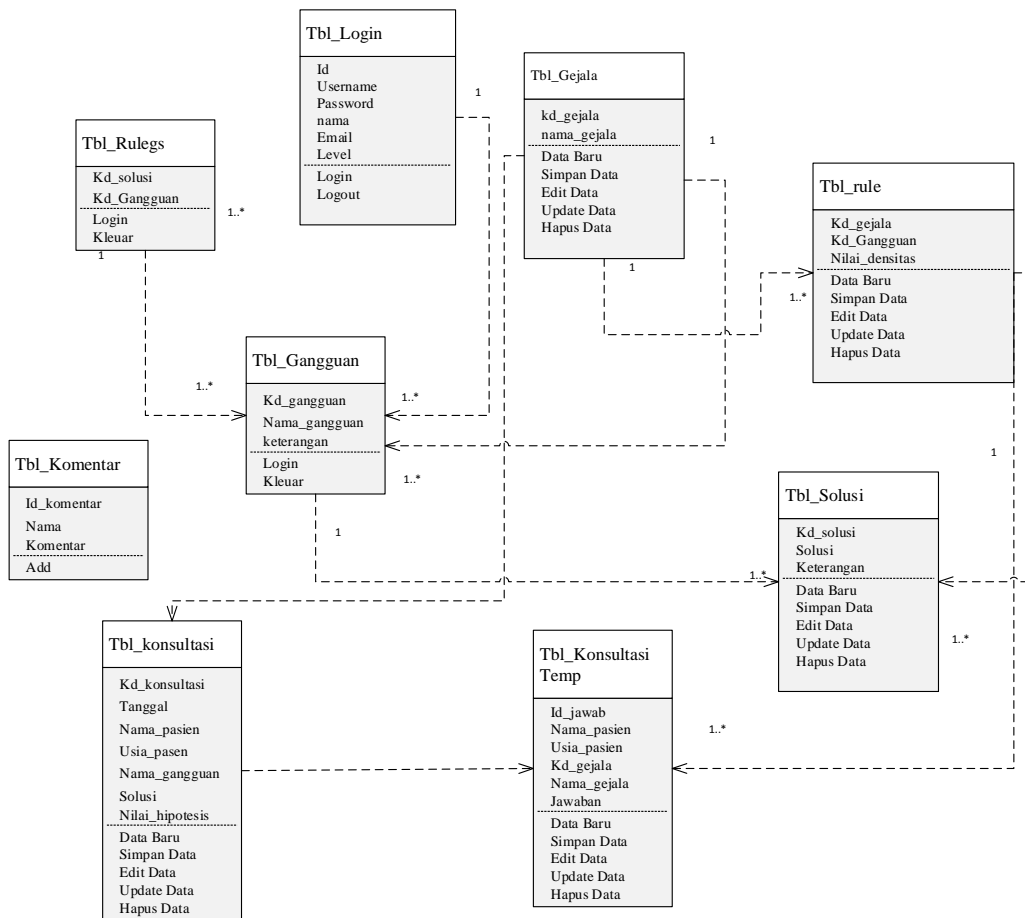 Tbl_Login
Id
Username
Password
nama
Email
Level
Login
Logout
1
Tbl_Gejala
kd_gejala
nama_gejala
Data Baru
Simpan Data
Edit Data
Update Data
Hapus Data
1
1
Tbl_Rulegs
Kd_solusi
Kd_Gangguan
Login
Kleuar
1..*
1
Tbl_rule
Kd_gejala
Kd_Gangguan
Nilai_densitas
Data Baru
Simpan Data
Edit Data
Update Data
Hapus Data
1..*
1
Tbl_Gangguan
Kd_gangguan
Nama_gangguan
keterangan
Login
Kleuar
1..*
1..*
1..*
1
Tbl_Komentar
Id_komentar
Nama
Komentar
Add
Tbl_Solusi
Kd_solusi
Solusi
Keterangan
Data Baru
Simpan Data
Edit Data
Update Data
Hapus Data
1..*
1..*
Tbl_konsultasi
Kd_konsultasi
Tanggal
Nama_pasien
Usia_pasen
Nama_gangguan
Solusi
Nilai_hipotesis
Data Baru
Simpan Data
Edit Data
Update Data
Hapus Data
Tbl_Konsultasi
Temp
Id_jawab
Nama_pasien
Usia_pasien
Kd_gejala
Nama_gejala
Jawaban
Data Baru
Simpan Data
Edit Data
Update Data
Hapus Data
1..*